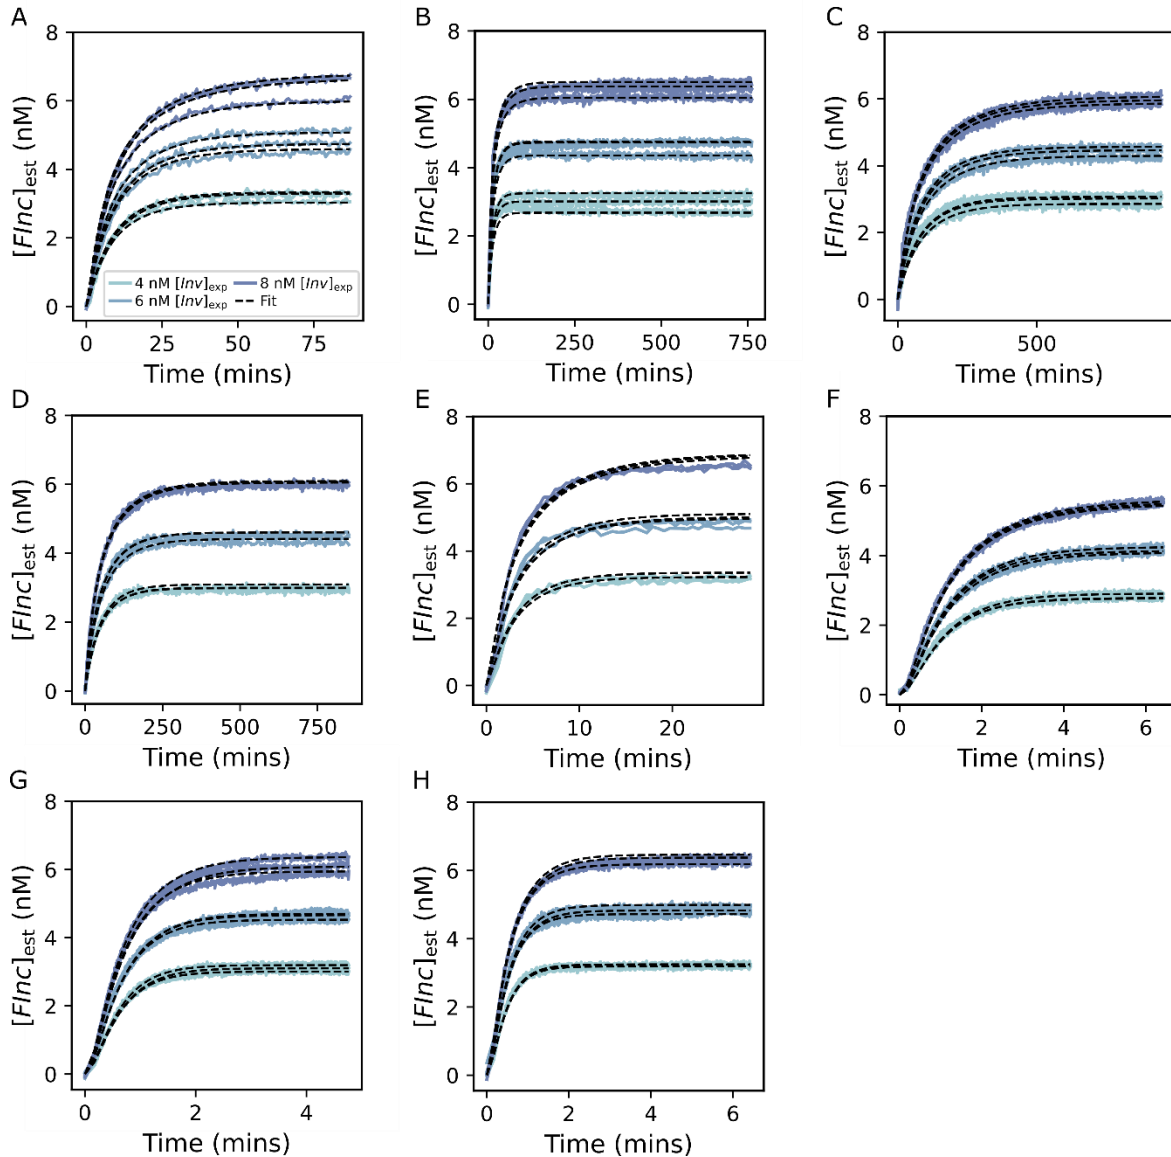 A
8
6
4
2
0
[FInc]est (nM)
4 nM [Inv]exp
8 nM [Inv]exp
6 nM [Inv]exp
Fit
0 25 50 75
Time (mins)
B
8
6
4
2
0
[FInc]est (nM)
0 250 500 750
Time (mins)
C
8
6
4
2
0
[FInc]est (nM)
0 500
Time (mins)
D
8
6
4
2
0
[FInc]est (nM)
0 250 500 750
Time (mins)
E
8
6
4
2
0
[FInc]est (nM)
0 10 20
Time (mins)
F
8
6
4
2
0
[FInc]est (nM)
0 2 4 6
Time (mins)
G
8
6
4
2
0
[FInc]est (nM)
0 2 4
Time (mins)
H
8
6
4
2
0
[FInc]est (nM)
0 2 4 6
Time (mins)